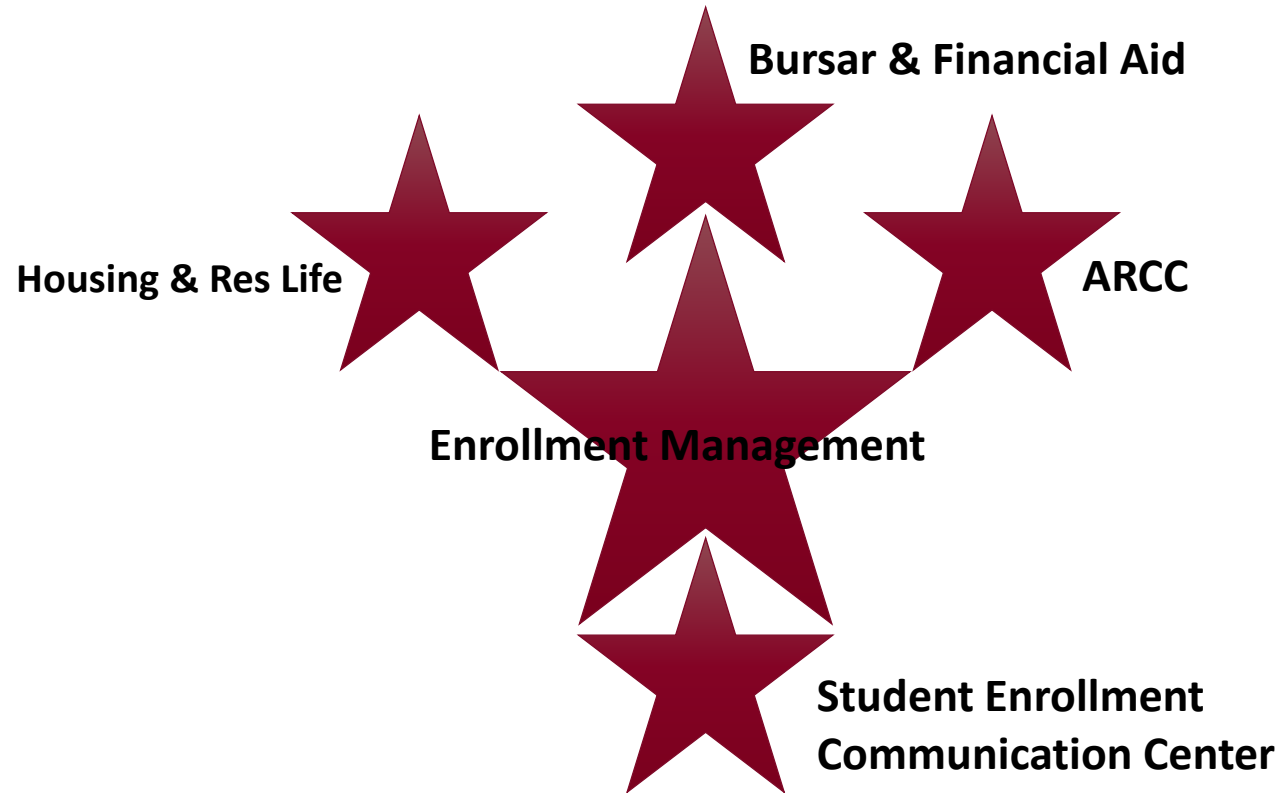 Bursar & Financial Aid
Housing & Res Life
ARCC
Enrollment Management
Student Enrollment
Communication Center